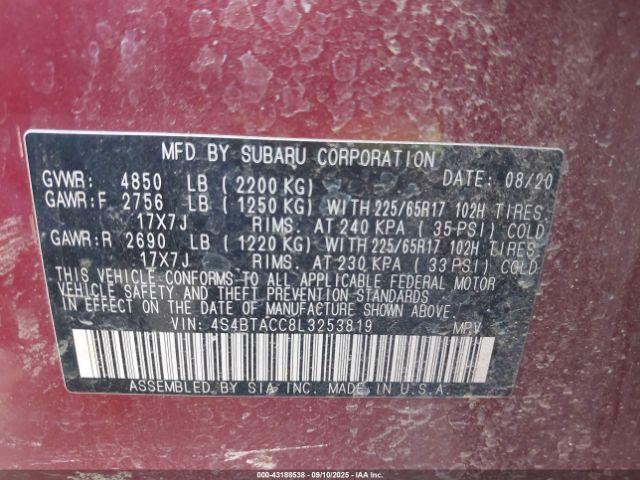 MFD BY SUBARU CORPORATION
GVWR: 4850 LB ( 2200 KG) DATE: 08/20
GAWR:F 2756 LB ( 1250 KG) WITH 225/65R17 102H TIRES
17X7J RIMS. AT 240 KPA ( 35 PSI) COLD
GAWR:R 2690 LB ( 1220 KG) WITH 225/65R17 102H TIRES
17X7J RIMS. AT 230 KPA ( 33 PSI) COLD
THIS VEHICLE CONFORMS TO ALL APPLICABLE FEDERAL MOTOR
VEHICLE SAFETY AND THEFT PREVENTION STANDARDS
IN EFFECT ON THE DATE OF MANUFACTURE SHOWN ABOVE.
VIN: 4S4BTACC8L3253819 MPV
ASSEMBLED BY SIA INC. MADE IN U.S.A.
000-43188538 - 09/10/2025 - IAAI.CA